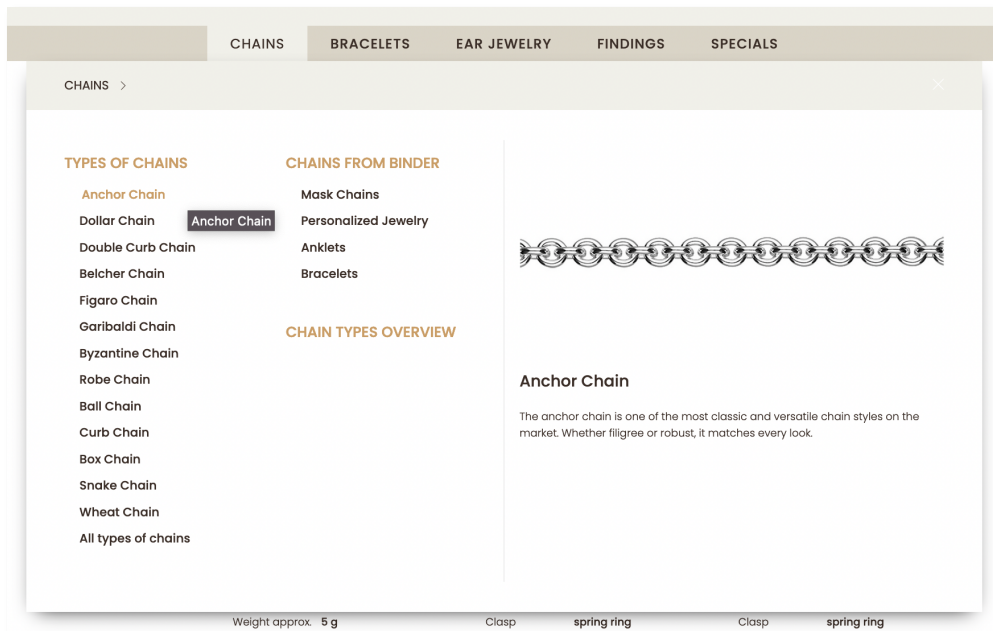 CHAINS
BRACELETS
EAR JEWELRY
FINDINGS
SPECIALS
CHAINS
TYPES OF CHAINS
Anchor Chain
Dollar Chain
Anchor Chain
Double Curb Chain
Belcher Chain
Figaro Chain
Garibaldi Chain
Byzantine Chain
Robe Chain
Ball Chain
Curb Chain
Box Chain
Snake Chain
Wheat Chain
All types of chains
CHAINS FROM BINDER
Mask Chains
Personalized Jewelry
Anklets
Bracelets
CHAIN TYPES OVERVIEW
Anchor Chain
The anchor chain is one of the most classic and versatile chain styles on the
market. Whether filigree or robust, it matches every look.
Weight approx. 5 g
Clasp spring ring
Clasp spring ring